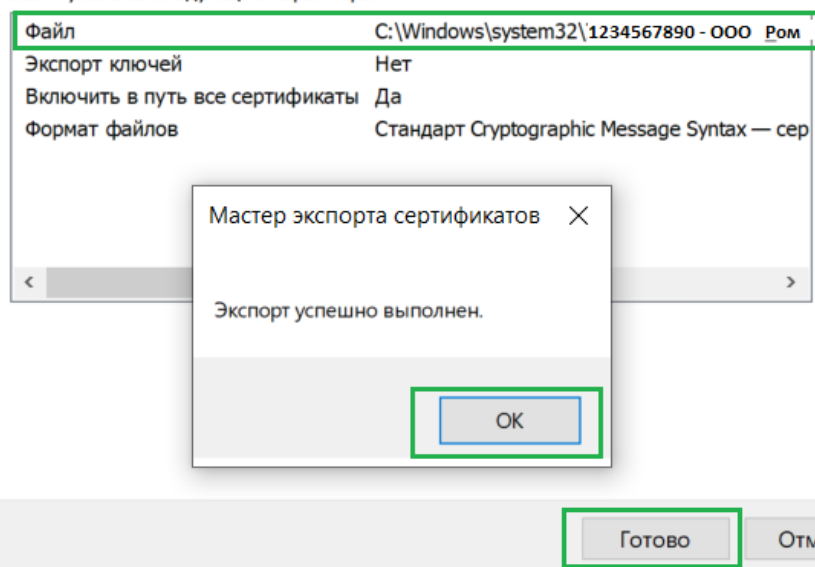 Файл C:\Windows\system32\1234567890 - ООО Ром
Экспорт ключей Нет
Включить в путь все сертификаты Да
Формат файлов Стандарт Cryptographic Message Syntax — сер
Мастер экспорта сертификатов
Экспорт успешно выполнен.
OK
Готово Отм